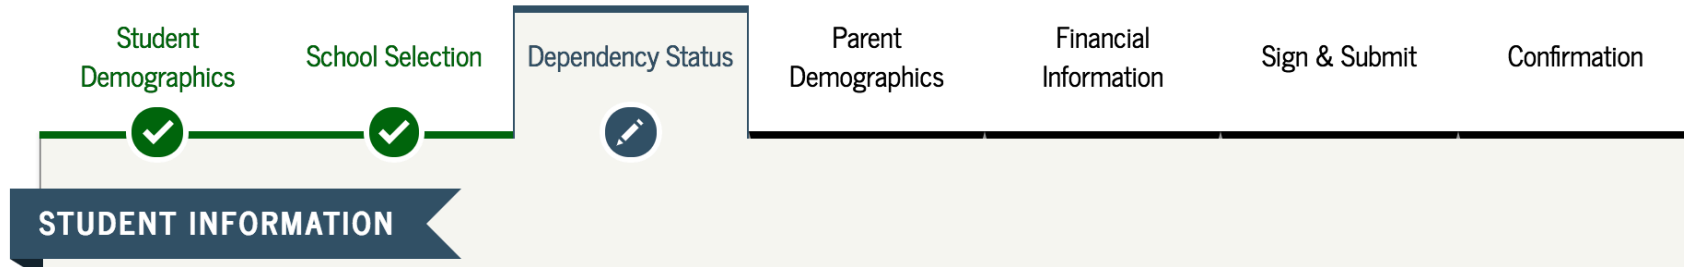 Student
Demographics
School Selection
Dependency Status
Parent
Demographics
Financial
Information
Sign & Submit
Confirmation
STUDENT INFORMATION